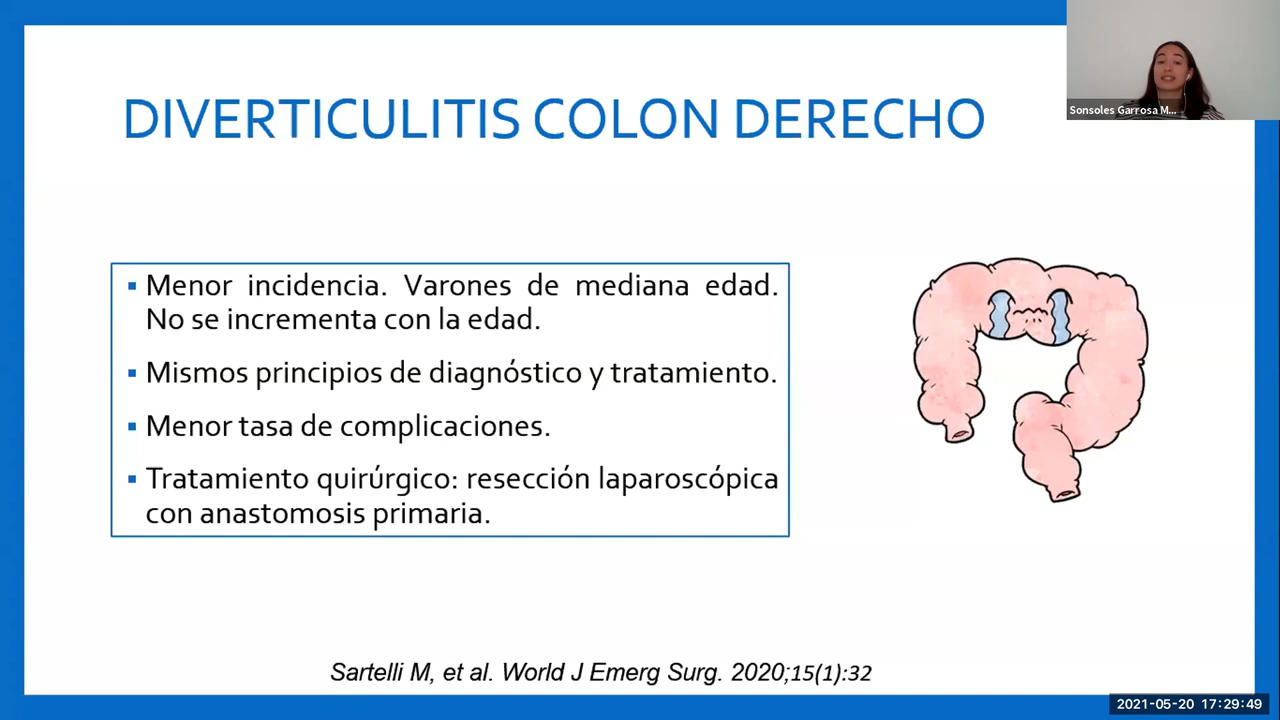 Sonsoles Garrosa M...
DIVERTICULITIS COLON DERECHO
▪ Menor incidencia. Varones de mediana edad.
No se incrementa con la edad.
▪ Mismos principios de diagnóstico y tratamiento.
▪ Menor tasa de complicaciones.
▪ Tratamiento quirúrgico: resección laparoscópica
con anastomosis primaria.
Sartelli M, et al. World J Emerg Surg. 2020;15(1):32
2021-05-20 17:29:49